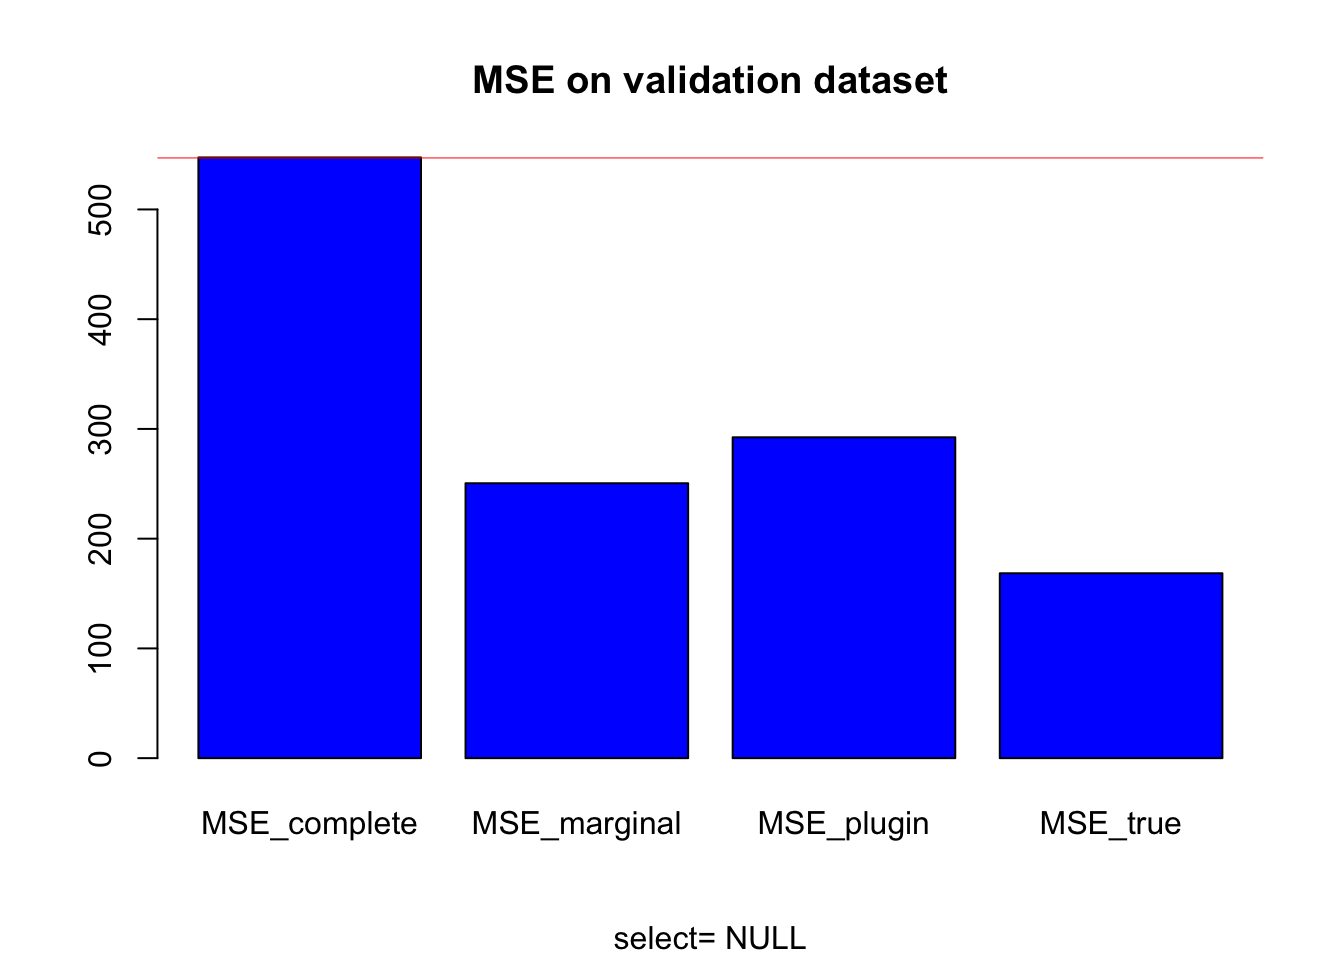 MSE on validation dataset
500
400
300
200
100
0
MSE_complete MSE_marginal MSE_plugin MSE_true
select= NULL